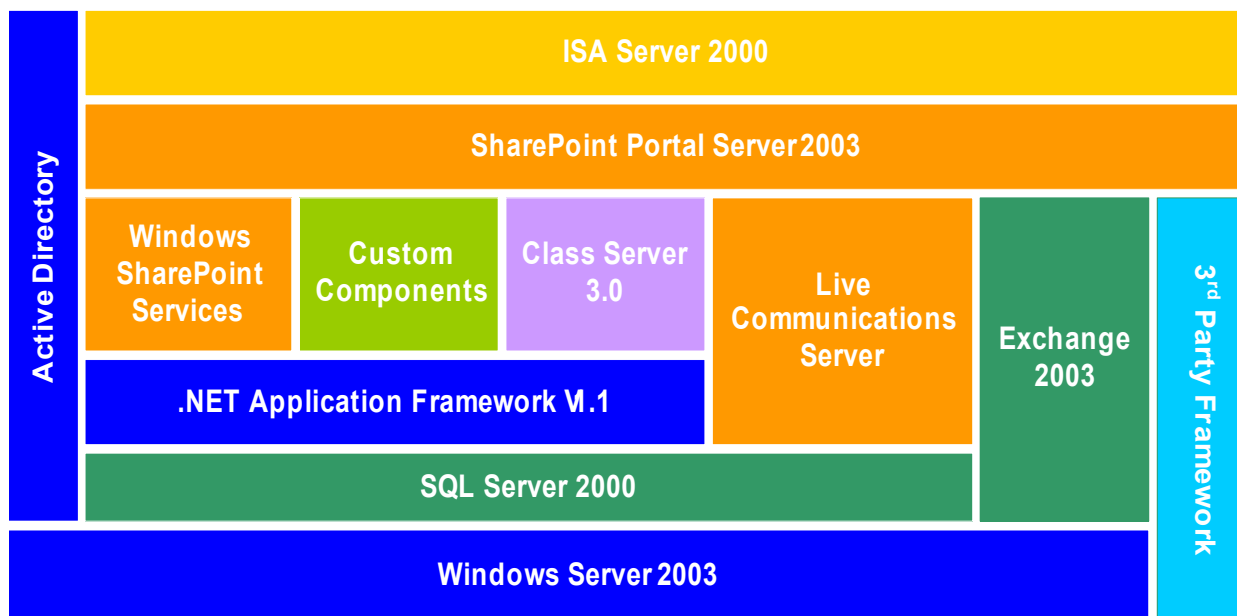 ISA Server 2000
SharePoint Portal Server 2003
Active Directory
Windows
SharePoint
Services
Custom
Components
Class Server
3.0
Live
Communications
Server
Exchange
2003
3rd Party Framework
.NET Application Framework V1.1
SQL Server 2000
Windows Server 2003